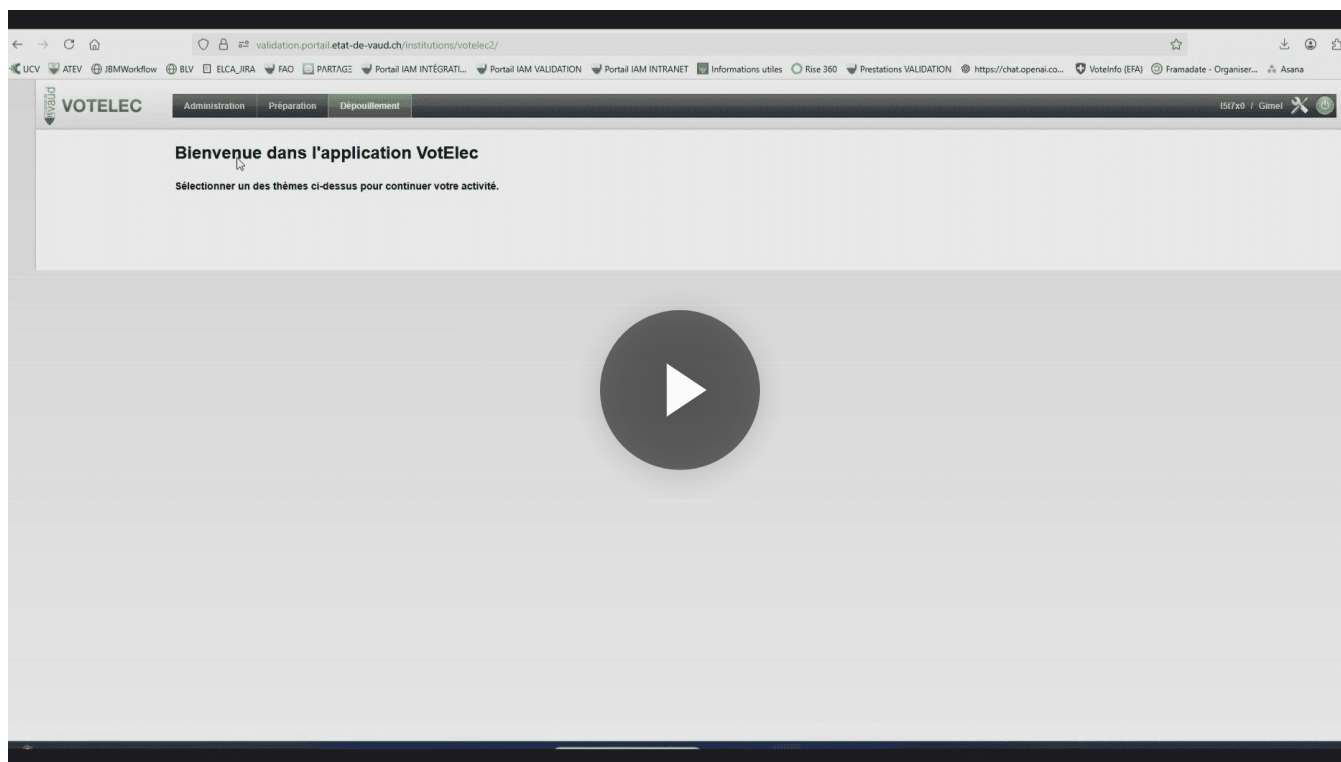 validation.portail.etat-de-vaud.ch/institutions/votelec2/
UCV ATEV JBMWorkflow BLV ELCA_JIRA FAO PARTAGE Portail IAM INTÉGRATI... Portail IAM VALIDATION Portail IAM INTRANET Informations utiles Rise 360 Prestations VALIDATION https://chat.openai.co... VoteInfo (EFA) Framadate - Organiser... Asana
vaud VOTELEC Administration Préparation Dépouillement l5t7x0 / Gimel
Bienvenue dans l'application VotElec
Sélectionner un des thèmes ci-dessus pour continuer votre activité.